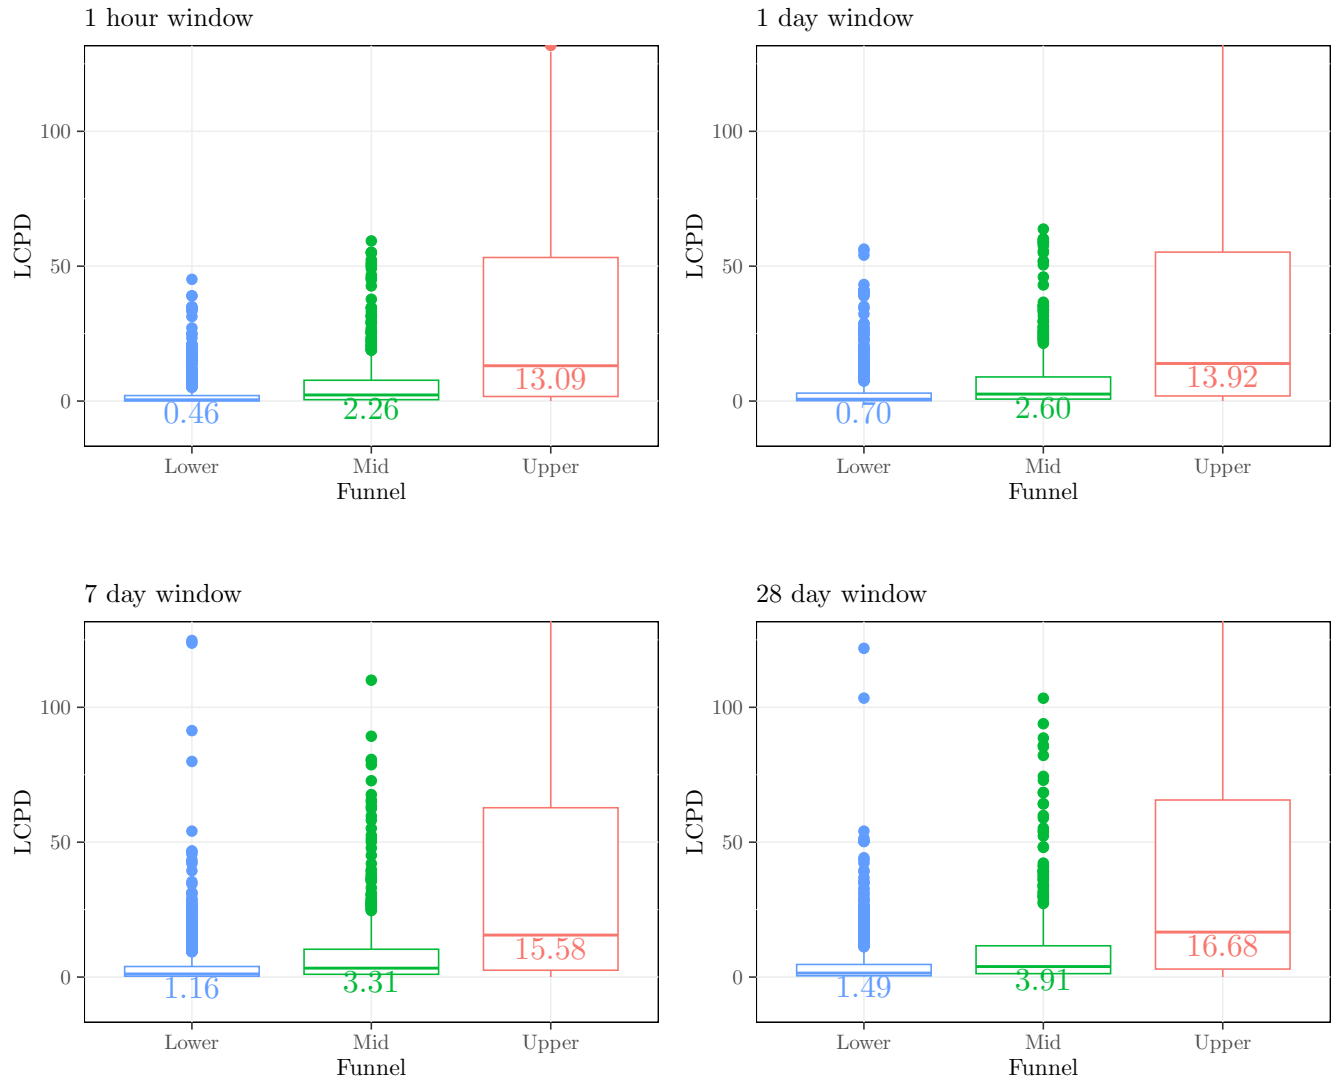 1 hour window
LCPD
100
50
0
0.46
2.26
13.09
Lower Mid Upper
Funnel
1 day window
LCPD
100
50
0
0.70
2.60
13.92
Lower Mid Upper
Funnel
7 day window
LCPD
100
50
0
1.16
3.31
15.58
Lower Mid Upper
Funnel
28 day window
LCPD
100
50
0
1.49
3.91
16.68
Lower Mid Upper
Funnel